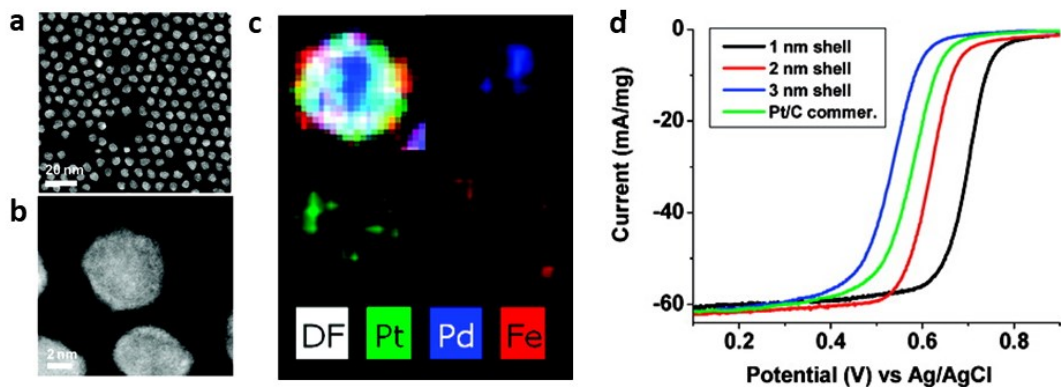 a
20 nm
b
2 nm
c
DF Pt Pd Fe
d
1 nm shell
2 nm shell
3 nm shell
Pt/C commer.
Current (mA/mg)
0
-20
-40
-60
0.2 0.4 0.6 0.8
Potential (V) vs Ag/AgCl